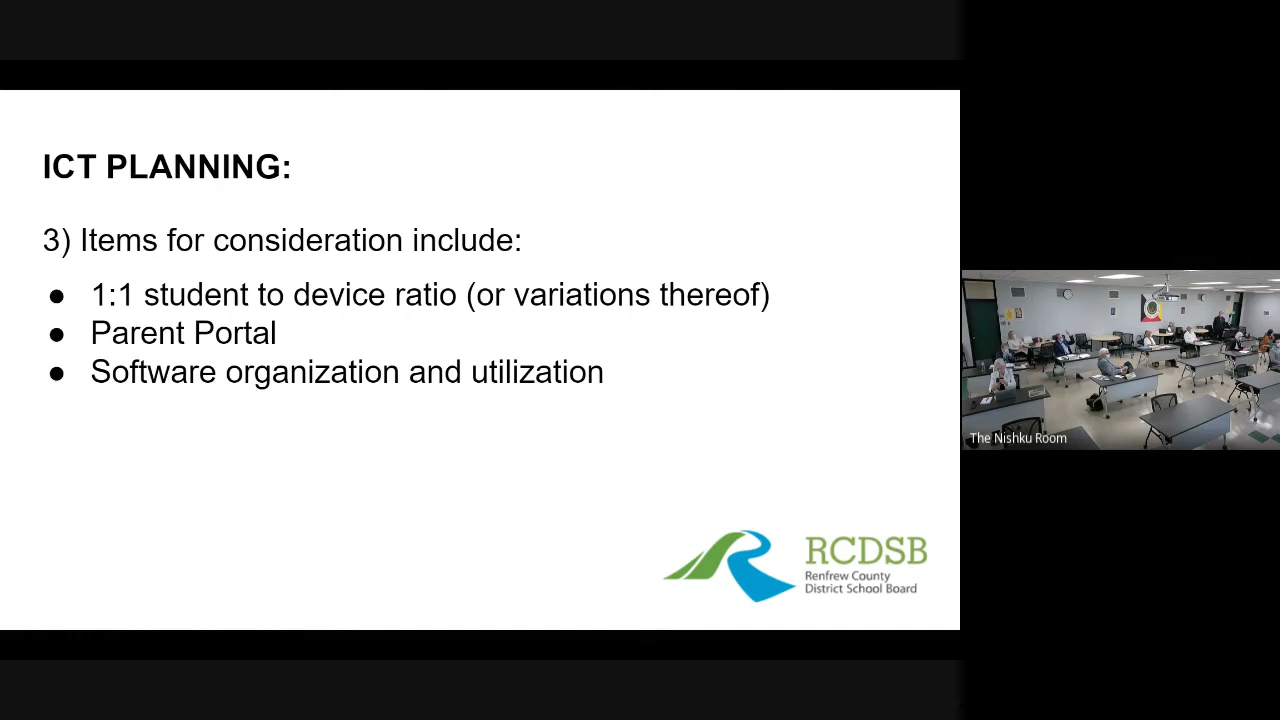 ICT PLANNING:
3) Items for consideration include:
● 1:1 student to device ratio (or variations thereof)
● Parent Portal
● Software organization and utilization
RCDSB
Renfrew County
District School Board
The Nishku Room